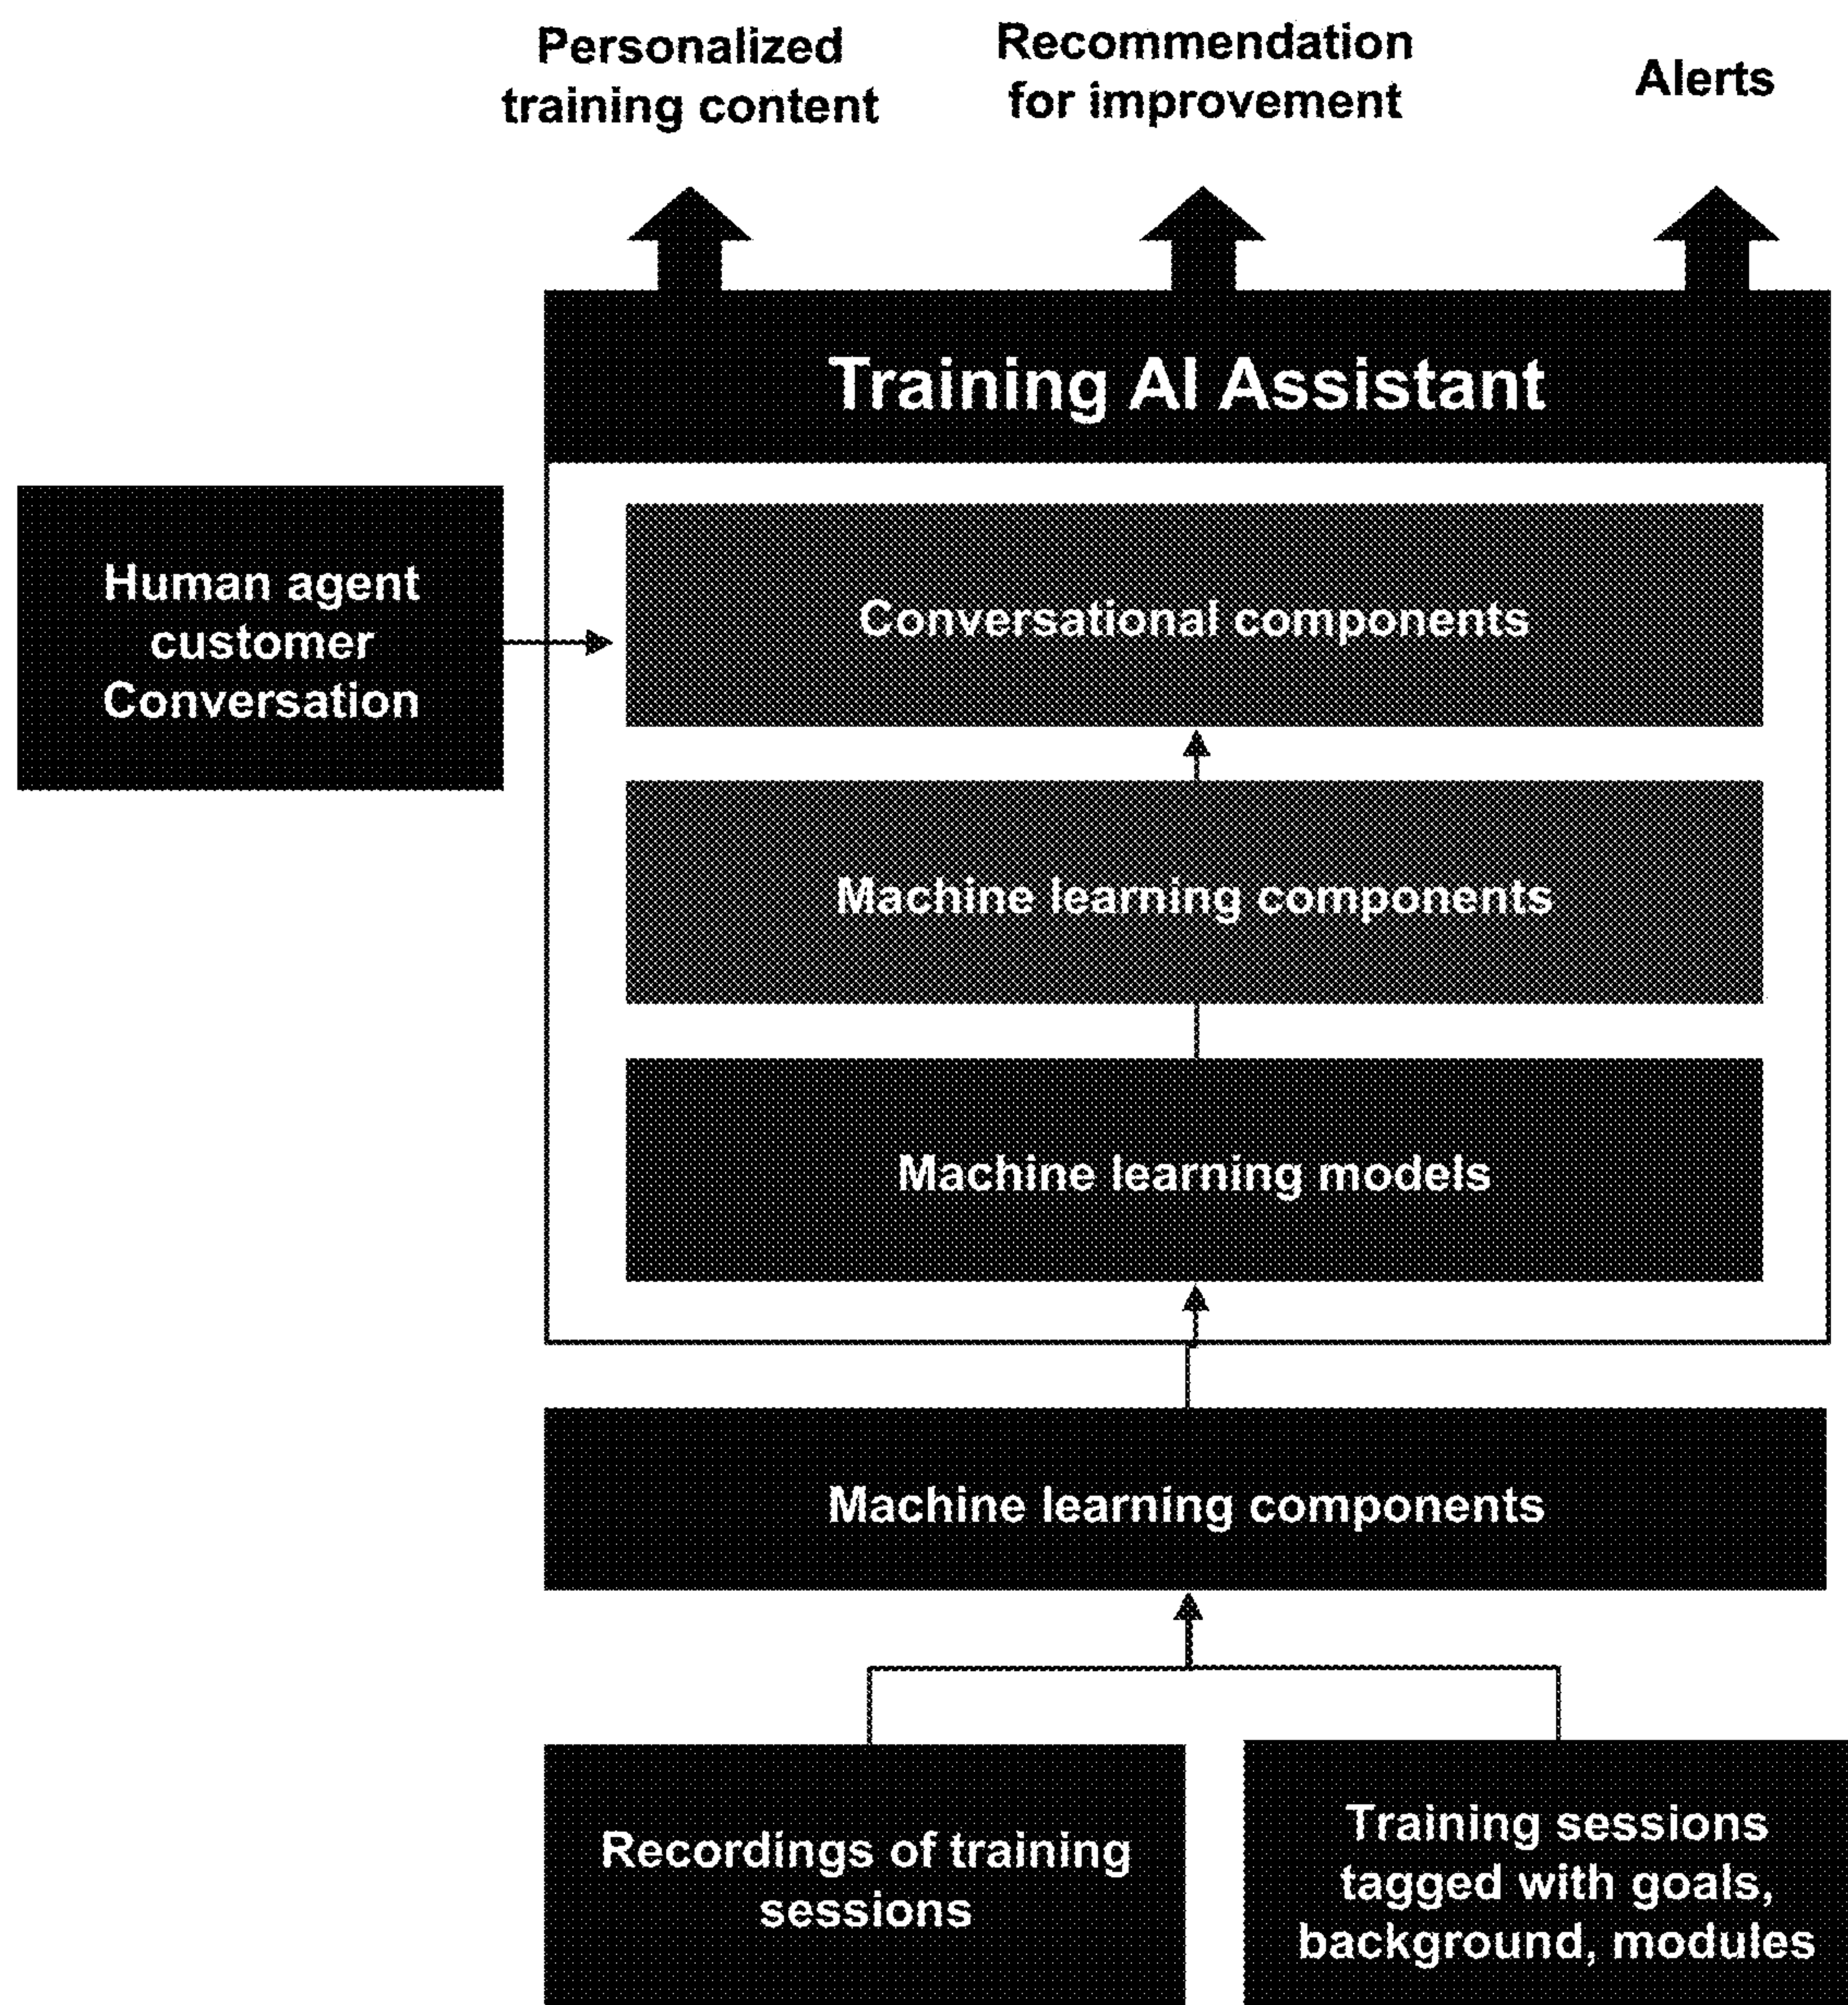 Personalized
training content
Recommendation
for improvement
Alerts
Training AI Assistant
Human agent
customer
Conversation
Conversational components
Machine learning components
Machine learning models
Machine learning components
Recordings of training
sessions
Training sessions
tagged with goals,
background, modules